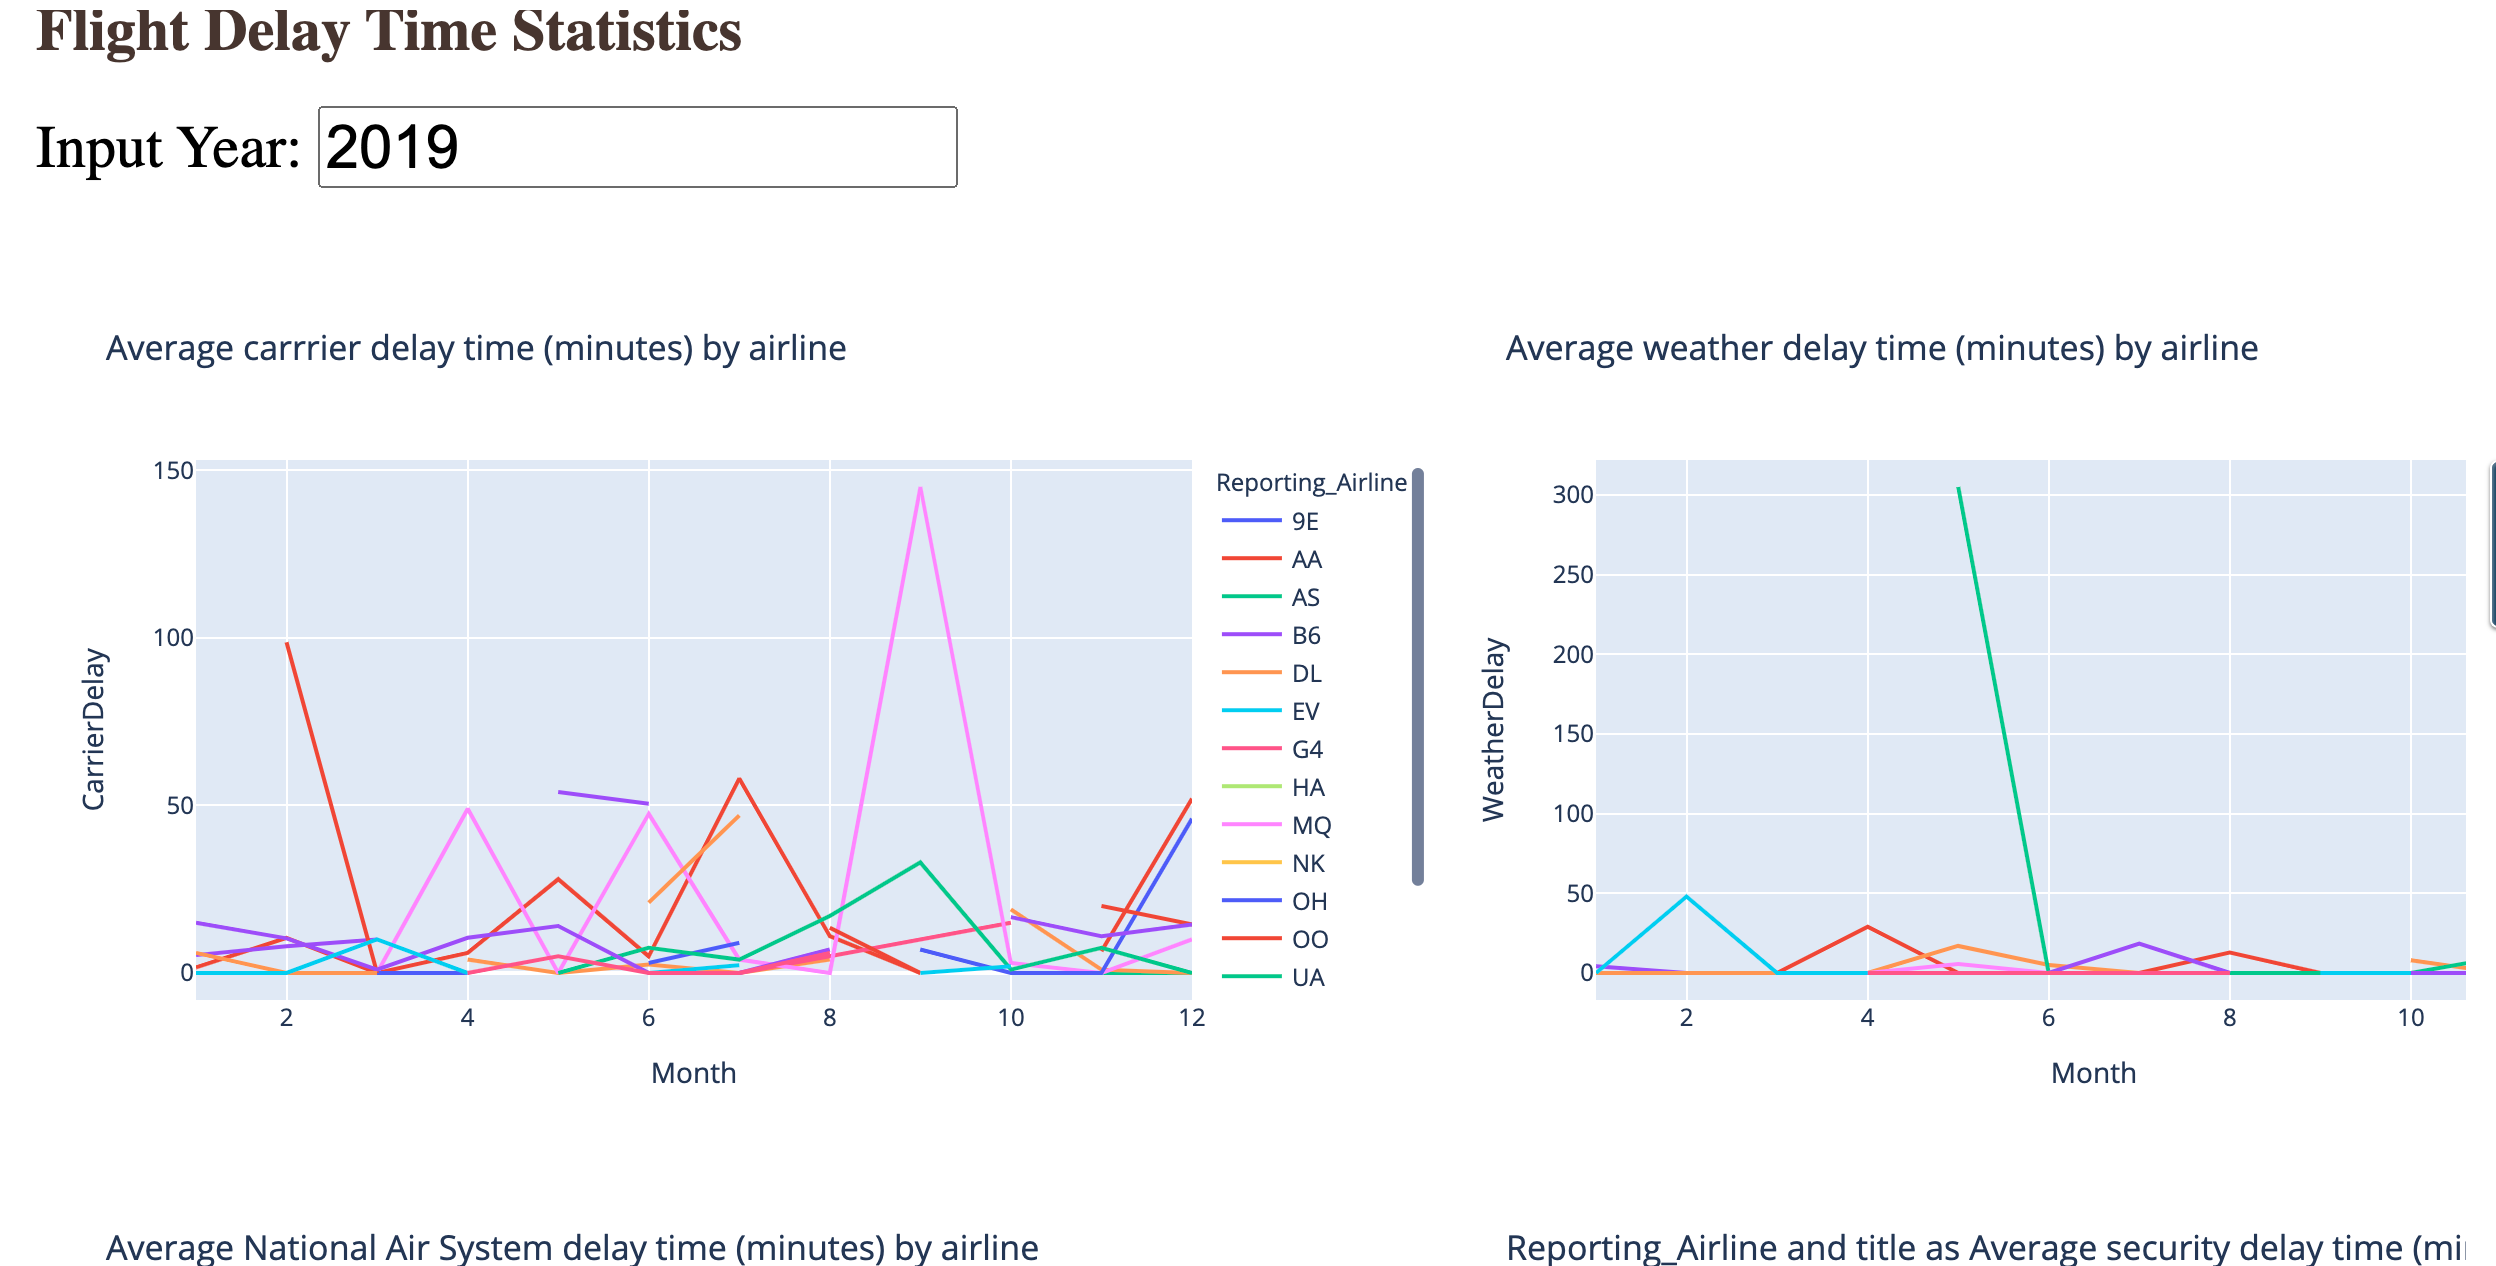 Flight Delay Time Statistics
Input Year: 2019
Average carrrier delay time (minutes) by airline
150
100
50
0
CarrierDelay
2 4 6 8 10 12
Month
Reporting_Airline
9E
AA
AS
B6
DL
EV
G4
HA
MQ
NK
OH
OO
UA
Average weather delay time (minutes) by airline
300
250
200
150
100
50
0
WeatherDelay
2 4 6 8 10
Month
Average National Air System delay time (minutes) by airline
Reporting_Airline and title as Average security delay time (mi